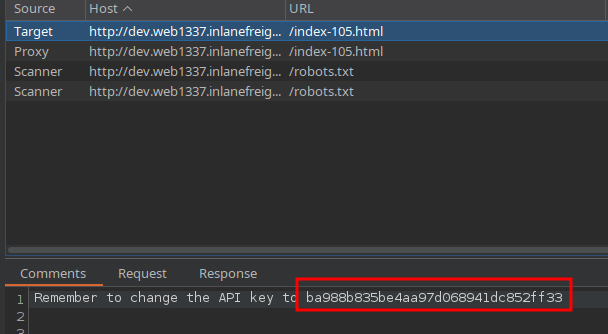 Source Host URL
Target http://dev.web1337.inlanefreig... /index-105.html
Proxy http://dev.web1337.inlanefreig... /index-105.html
Scanner http://dev.web1337.inlanefreig... /robots.txt
Scanner http://dev.web1337.inlanefreig... /robots.txt
Comments Request Response
1 Remember to change the API key to ba988b835be4aa97d068941dc852ff33
2
3